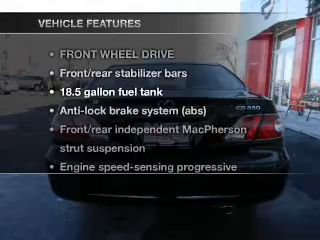 VEHICLE FEATURES
• FRONT WHEEL DRIVE
• Front/rear stabilizer bars
• 18.5 gallon fuel tank
• Anti-lock brake system (abs)
• Front/rear independent MacPherson
strut suspension
• Engine speed-sensing progressive
ES 330